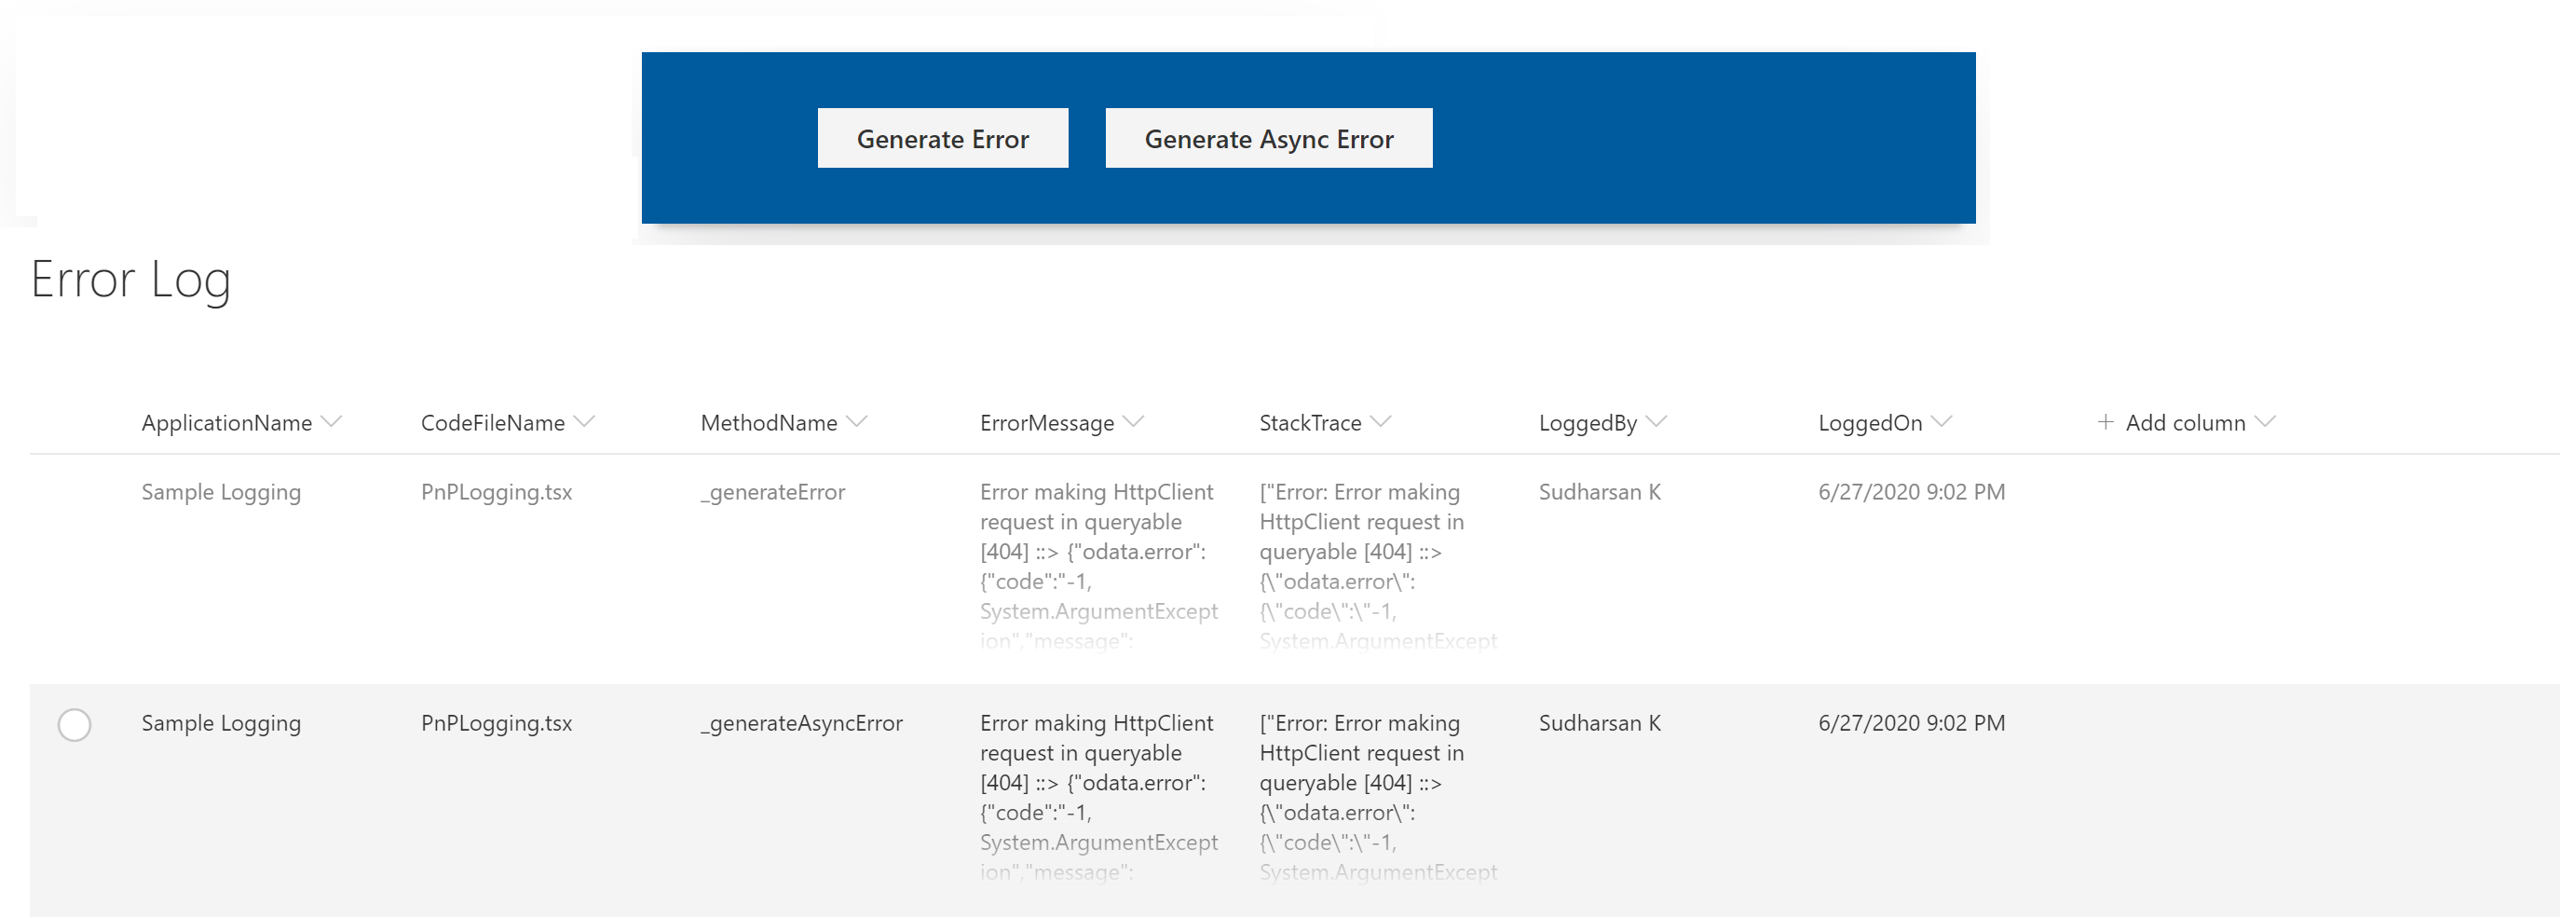 Generate Error
Generate Async Error
Error Log
ApplicationName
CodeFileName
MethodName
ErrorMessage
StackTrace
LoggedBy
LoggedOn
+ Add column
Sample Logging
PnPLogging.tsx
_generateError
Error making HttpClient
request in queryable
[404] ::> {"odata.error":
{"code":"-1,
System.ArgumentExcept
ion","message":
["Error: Error making
HttpClient request in
queryable [404] ::>
{\"odata.error\":
{\"code\":\"-1,
System.ArgumentExcept
Sudharsan K
6/27/2020 9:02 PM
Sample Logging
PnPLogging.tsx
_generateAsyncError
Error making HttpClient
request in queryable
[404] ::> {"odata.error":
{"code":"-1,
System.ArgumentExcept
ion","message":
["Error: Error making
HttpClient request in
queryable [404] ::>
{\"odata.error\":
{\"code\":\"-1,
System.ArgumentExcept
Sudharsan K
6/27/2020 9:02 PM